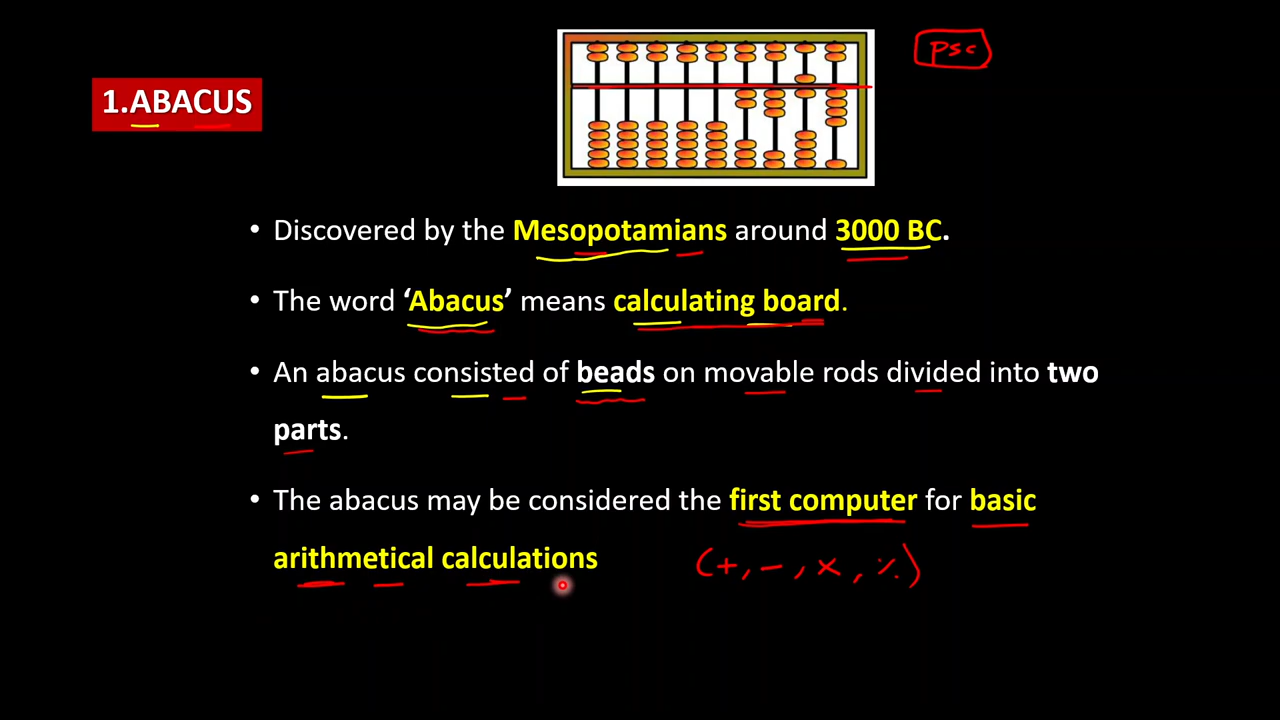 psc
1.ABACUS
• Discovered by the Mesopotamians around 3000 BC.
• The word ‘Abacus’ means calculating board.
• An abacus consisted of beads on movable rods divided into two
parts.
• The abacus may be considered the first computer for basic
arithmetical calculations (+, -, ×, %)